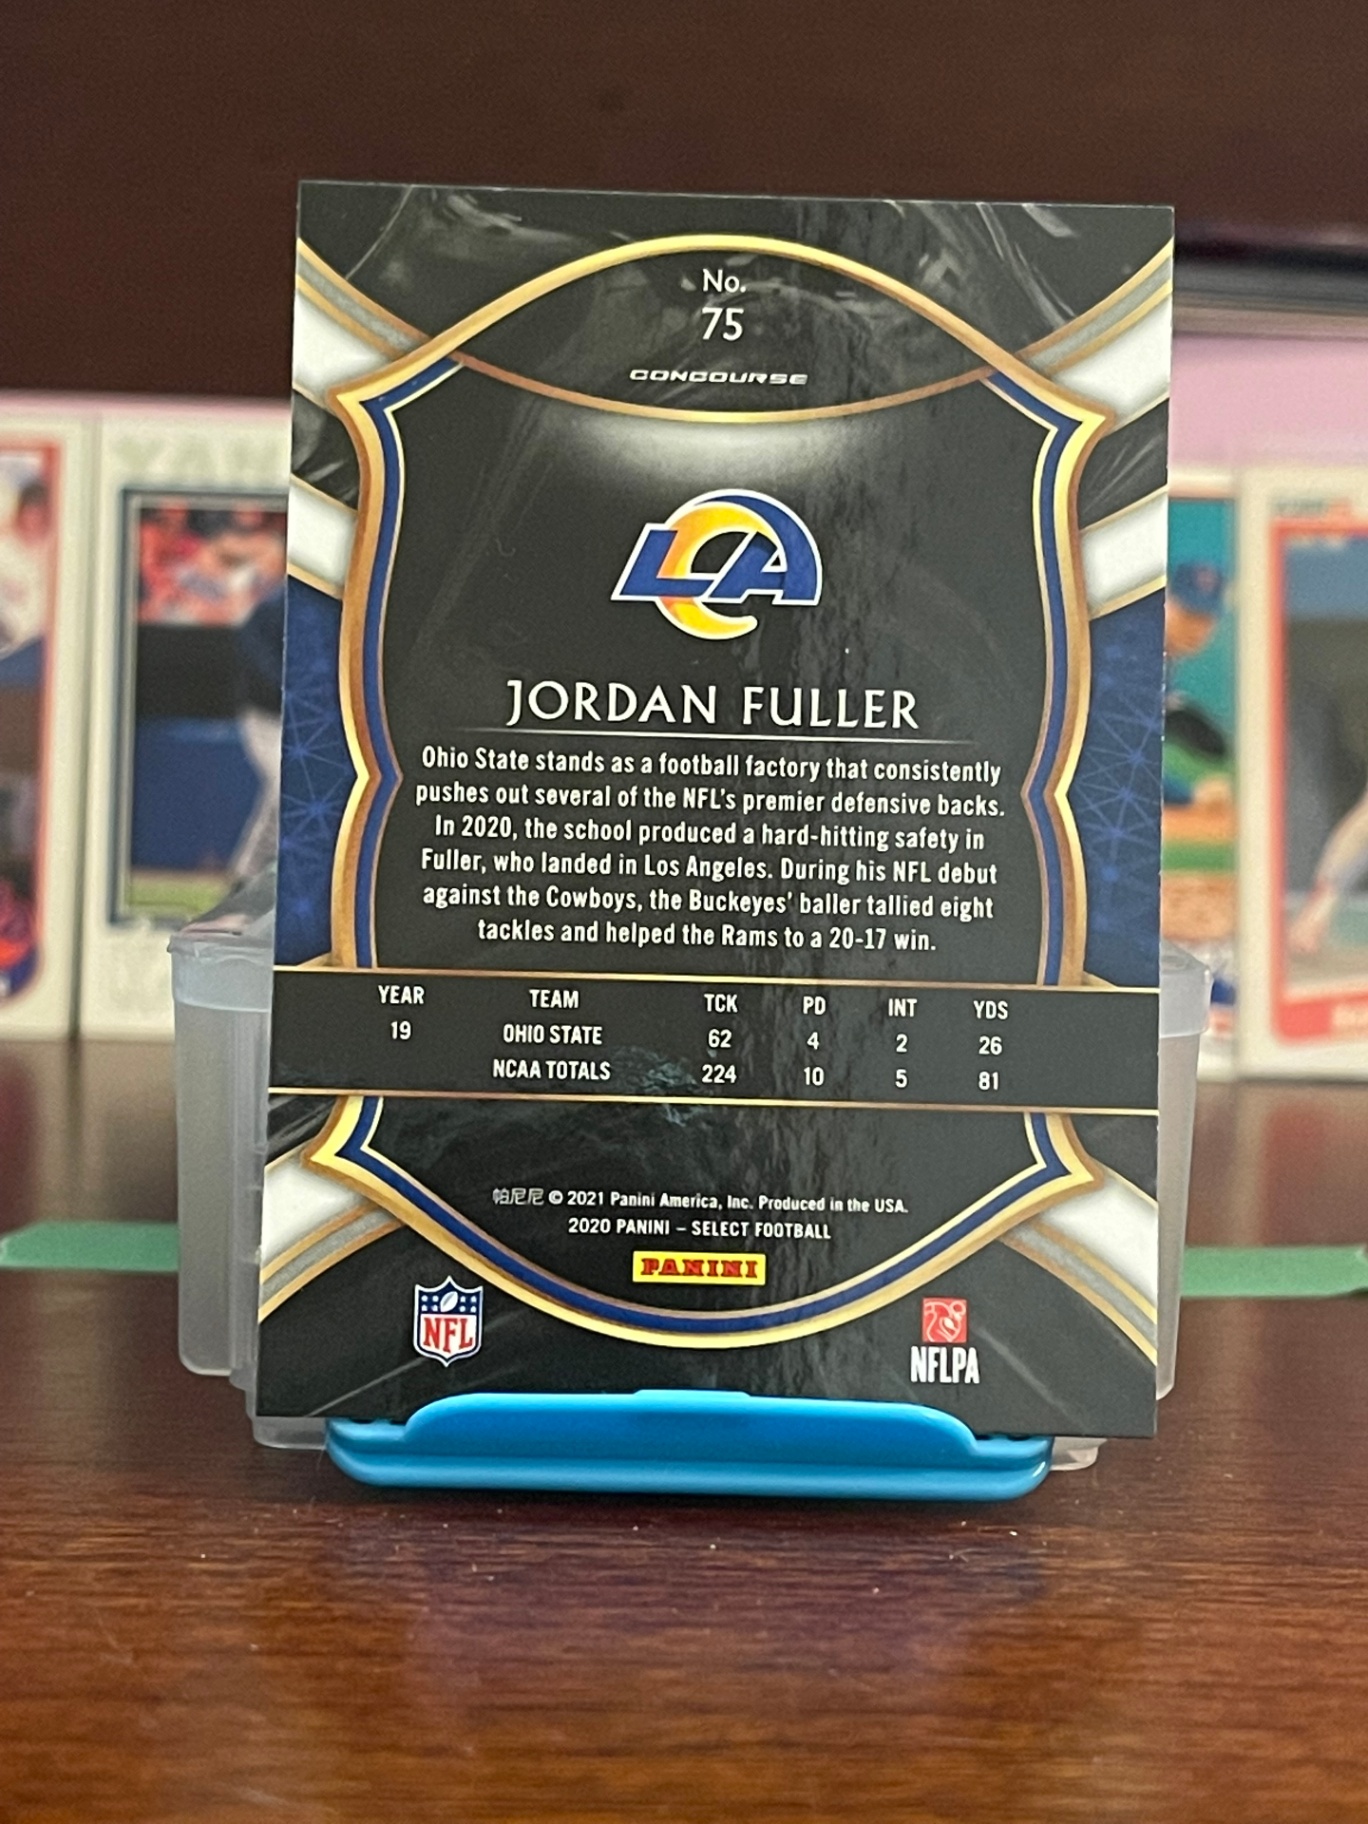 No.
75
CONCOURSE
LA
JORDAN FULLER
Ohio State stands as a football factory that consistently
pushes out several of the NFL's premier defensive backs.
In 2020, the school produced a hard-hitting safety in
Fuller, who landed in Los Angeles. During his NFL debut
against the Cowboys, the Buckeyes' baller tallied eight
tackles and helped the Rams to a 20-17 win.
YEAR TEAM TCK PD INT YDS
19 OHIO STATE 62 4 2 26
NCAA TOTALS 224 10 5 81
帕尼尼 © 2021 Panini America, Inc. Produced in the USA.
2020 PANINI – SELECT FOOTBALL
PANINI
NFL
NFLPA